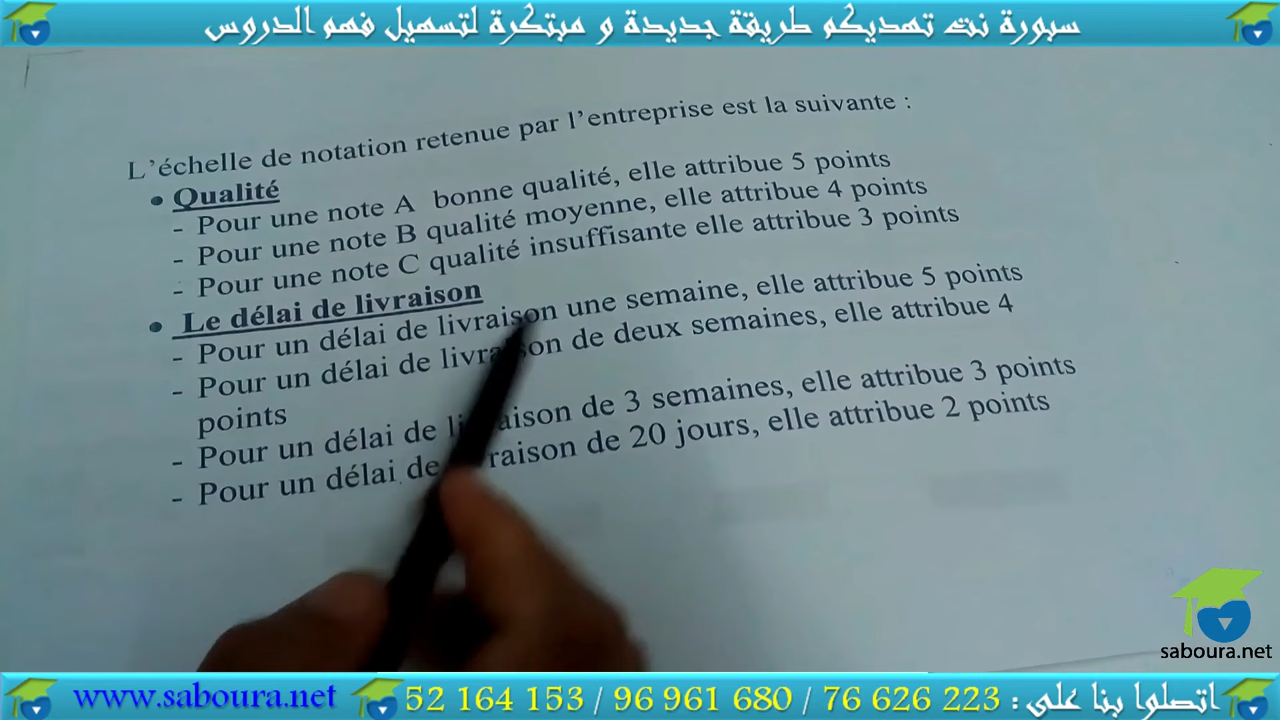 سبورة نت تهديكم طريقة جديدة و مبتكرة لتسهيل فهم الدروس
L'échelle de notation retenue par l'entreprise est la suivante :
• Qualité
- Pour une note A bonne qualité, elle attribue 5 points
- Pour une note B qualité moyenne, elle attribue 4 points
- Pour une note C qualité insuffisante elle attribue 3 points
• Le délai de livraison
- Pour un délai de livraison une semaine, elle attribue 5 points
- Pour un délai de livraison de deux semaines, elle attribue 4
points
- Pour un délai de livraison de 3 semaines, elle attribue 3 points
- Pour un délai de livraison de 20 jours, elle attribue 2 points
saboura.net
www.saboura.net 52 164 153 / 96 961 680 / 76 626 223 : اتصلوا بنا على